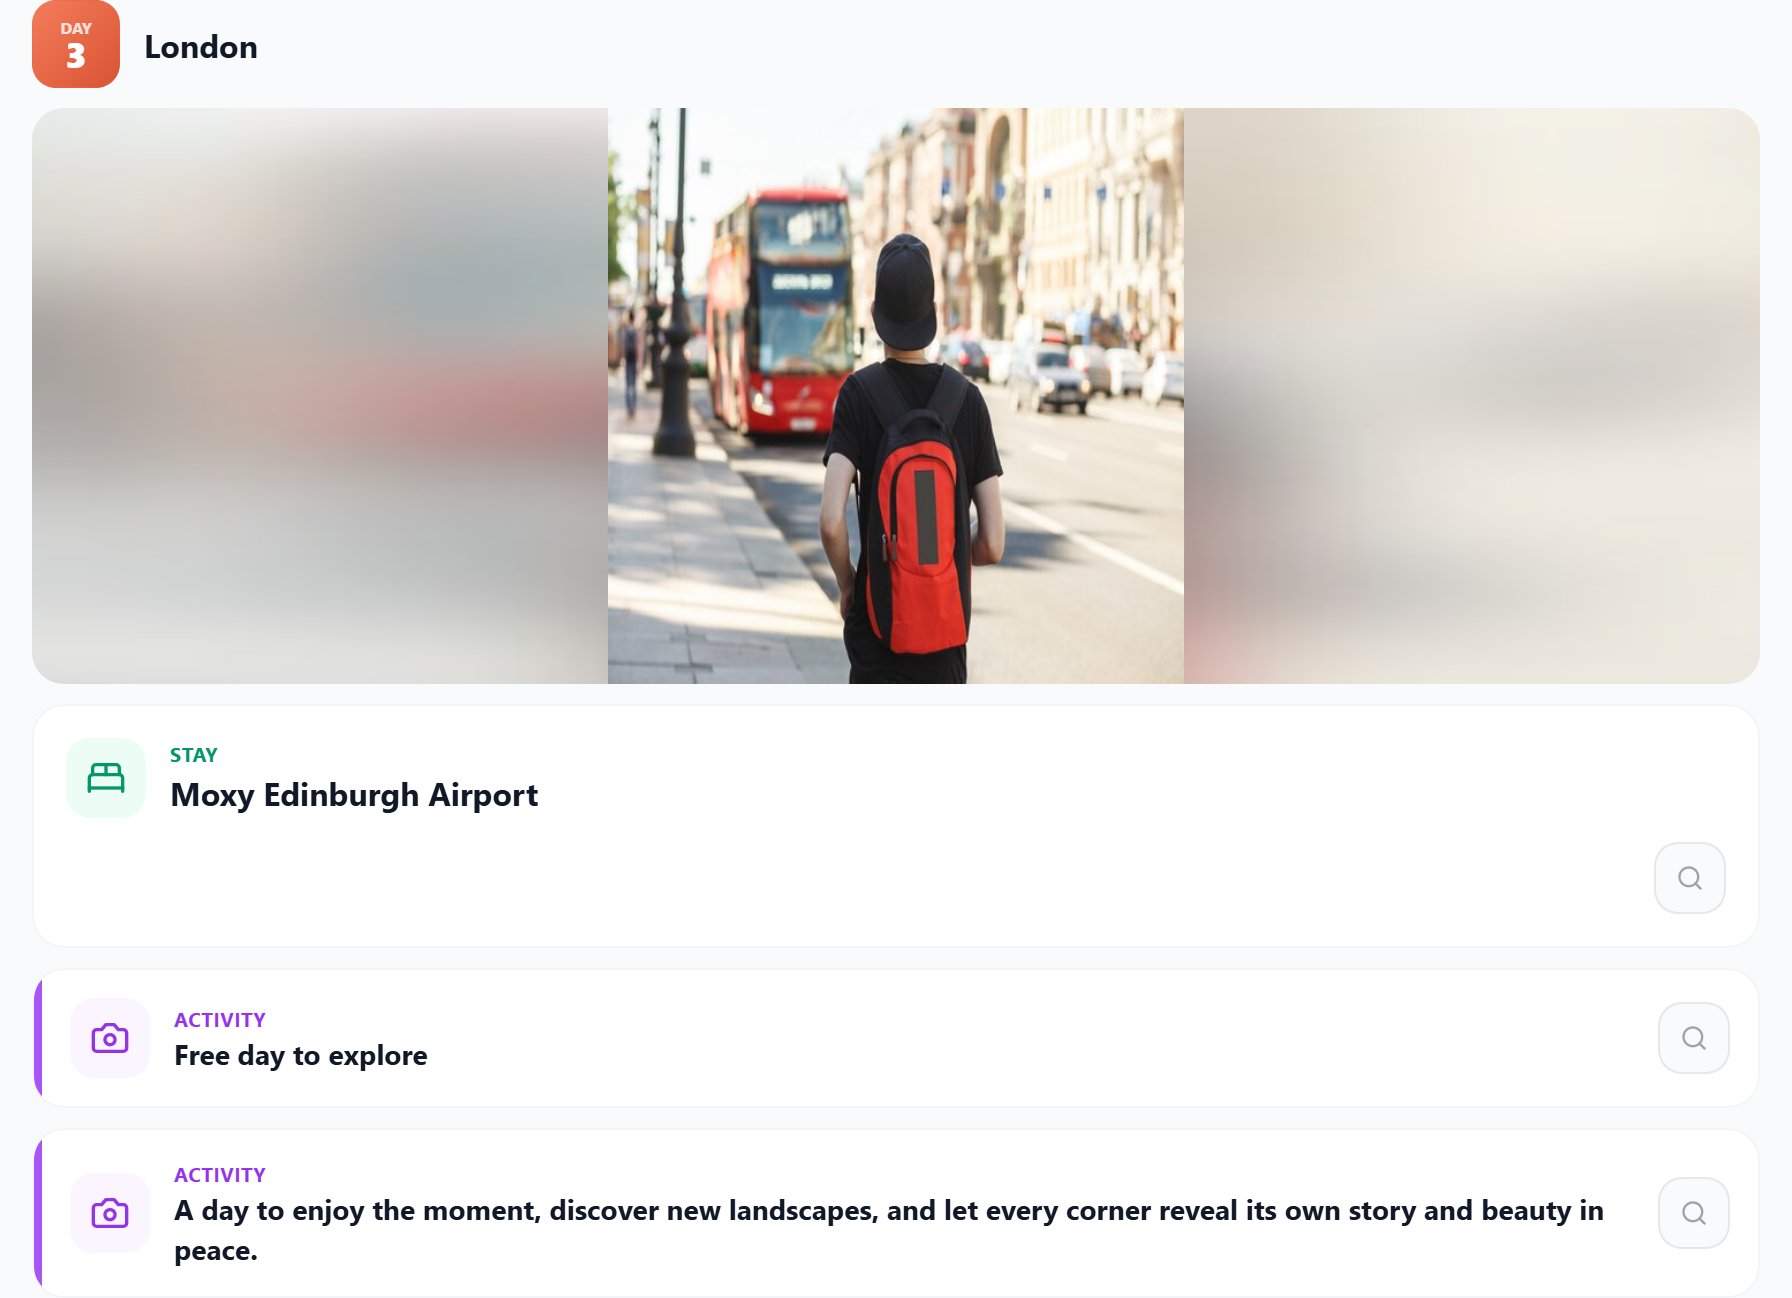 DAY
3
London
STAY
Moxy Edinburgh Airport
ACTIVITY
Free day to explore
ACTIVITY
A day to enjoy the moment, discover new landscapes, and let every corner reveal its own story and beauty in
peace.